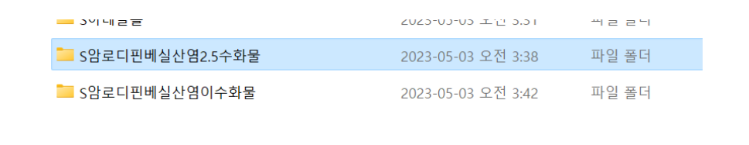 S암로디핀베실산염2.5수화물 2023-05-03 오전 3:38 파일 폴더
S암로디핀베실산염이수화물 2023-05-03 오전 3:42 파일 폴더